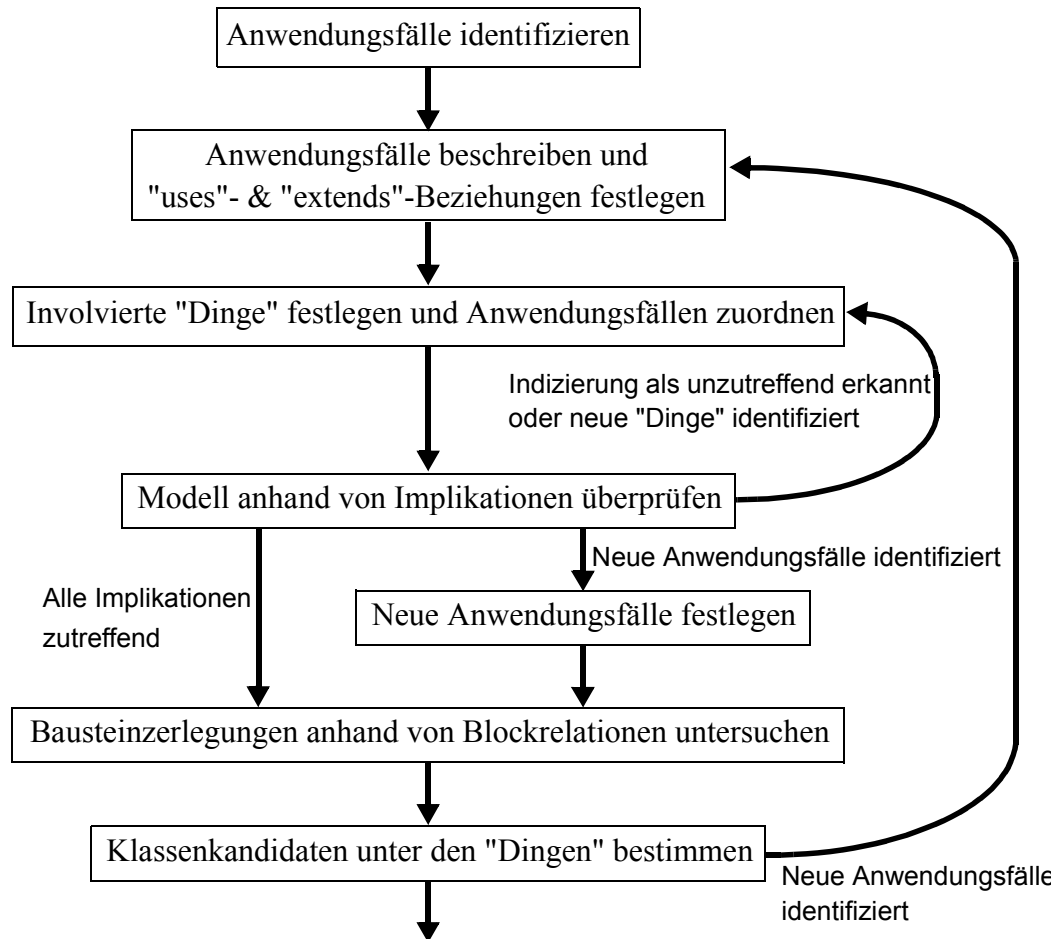 Anwendungsfälle identifizieren
Anwendungsfälle beschreiben und
"uses"- & "extends"-Beziehungen festlegen
Involvierte "Dinge" festlegen und Anwendungsfällen zuordnen
Indizierung als unzutreffend erkannt
oder neue "Dinge" identifiziert
Modell anhand von Implikationen überprüfen
Neue Anwendungsfälle identifiziert
Alle Implikationen
zutreffend
Neue Anwendungsfälle festlegen
Bausteinzerlegungen anhand von Blockrelationen untersuchen
Klassenkandidaten unter den "Dingen" bestimmen
Neue Anwendungsfälle
identifiziert